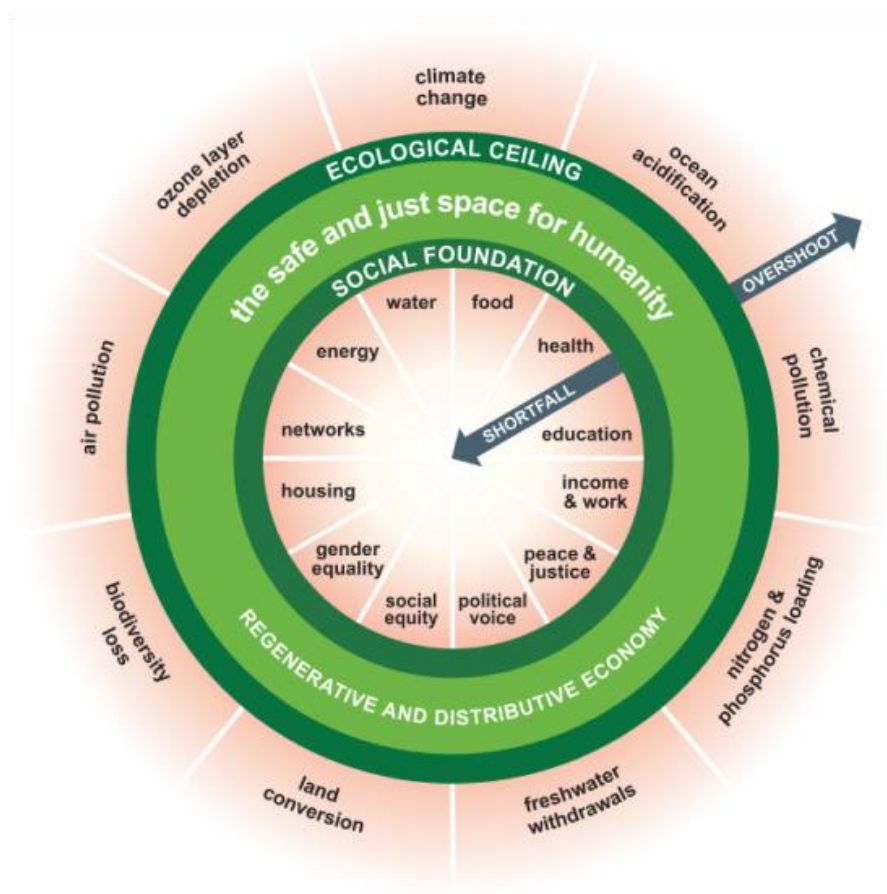 climate
change
ocean
acidification
chemical
pollution
nitrogen &
phosphorus loading
freshwater
withdrawals
land
conversion
biodiversity
loss
air pollution
ozone layer
depletion
OVERSHOOT
ECOLOGICAL CEILING
the safe and just space for humanity
SOCIAL FOUNDATION
water
food
health
SHORTFALL
education
income
& work
peace &
justice
political
voice
social
equity
gender
equality
housing
networks
energy
REGENERATIVE AND DISTRIBUTIVE ECONOMY